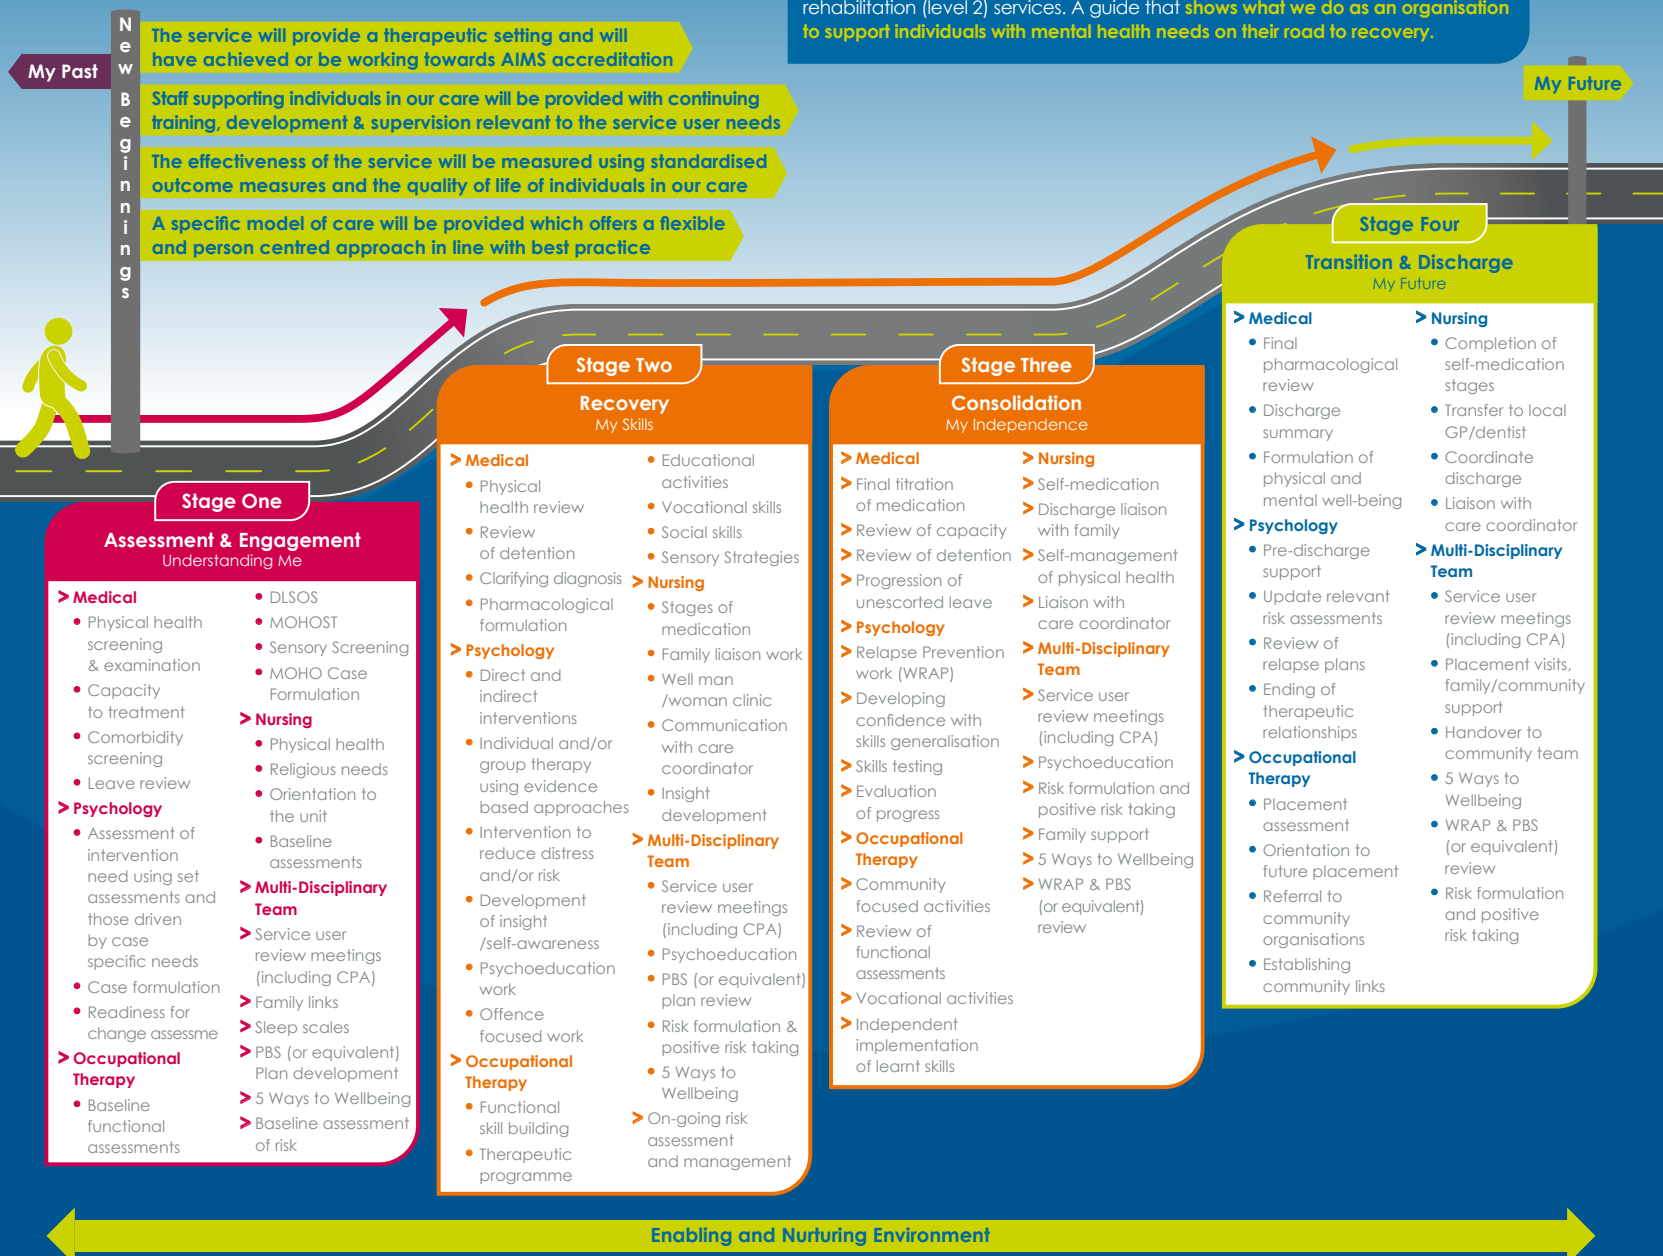 rehabilitation (level 2) services. A guide that shows what we do as an organisation
to support individuals with mental health needs on their road to recovery.
My Past
New Beginnings
The service will provide a therapeutic setting and will
have achieved or be working towards AIMS accreditation
Staff supporting individuals in our care will be provided with continuing
training, development & supervision relevant to the service user needs
The effectiveness of the service will be measured using standardised
outcome measures and the quality of life of individuals in our care
A specific model of care will be provided which offers a flexible
and person centred approach in line with best practice
My Future
Stage One
Assessment & Engagement
Understanding Me
> Medical
• Physical health
screening
& examination
• Capacity
to treatment
• Comorbidity
screening
• Leave review
> Psychology
• Assessment of
intervention
need using set
assessments and
those driven
by case
specific needs
• Case formulation
• Readiness for
change assessme
> Occupational
Therapy
• Baseline
functional
assessments
• DLSOS
• MOHOST
• Sensory Screening
• MOHO Case
Formulation
> Nursing
• Physical health
• Religious needs
• Orientation to
the unit
• Baseline
assessments
> Multi-Disciplinary
Team
> Service user
review meetings
(including CPA)
> Family links
> Sleep scales
> PBS (or equivalent)
Plan development
> 5 Ways to Wellbeing
> Baseline assessment
of risk
Stage Two
Recovery
My Skills
> Medical
• Physical
health review
• Review
of detention
• Clarifying diagnosis
• Pharmacological
formulation
> Psychology
• Direct and
indirect
interventions
• Individual and/or
group therapy
using evidence
based approaches
• Intervention to
reduce distress
and/or risk
• Development
of insight
/self-awareness
• Psychoeducation
work
• Offence
focused work
> Occupational
Therapy
• Functional
skill building
• Therapeutic
programme
• Educational
activities
• Vocational skills
• Social skills
• Sensory Strategies
> Nursing
• Stages of
medication
• Family liaison work
• Well man
/woman clinic
• Communication
with care
coordinator
• Insight
development
> Multi-Disciplinary
Team
• Service user
review meetings
(including CPA)
• Psychoeducation
• PBS (or equivalent)
plan review
• Risk formulation &
positive risk taking
• 5 Ways to
Wellbeing
> On-going risk
assessment
and management
Stage Three
Consolidation
My Independence
> Medical
> Final titration
of medication
> Review of capacity
> Review of detention
> Progression of
unescorted leave
> Psychology
> Relapse Prevention
work (WRAP)
> Developing
confidence with
skills generalisation
> Skills testing
> Evaluation
of progress
> Occupational
Therapy
> Community
focused activities
> Review of
functional
assessments
> Vocational activities
> Independent
implementation
of learnt skills
> Nursing
> Self-medication
> Discharge liaison
with family
> Self-management
of physical health
> Liaison with
care coordinator
> Multi-Disciplinary
Team
> Service user
review meetings
(including CPA)
> Psychoeducation
> Risk formulation and
positive risk taking
> Family support
> 5 Ways to Wellbeing
> WRAP & PBS
(or equivalent)
review
Stage Four
Transition & Discharge
My Future
> Medical
• Final
pharmacological
review
• Discharge
summary
• Formulation of
physical and
mental well-being
> Psychology
• Pre-discharge
support
• Update relevant
risk assessments
• Review of
relapse plans
• Ending of
therapeutic
relationships
> Occupational
Therapy
• Placement
assessment
• Orientation to
future placement
• Referral to
community
organisations
• Establishing
community links
> Nursing
• Completion of
self-medication
stages
• Transfer to local
GP/dentist
• Coordinate
discharge
• Liaison with
care coordinator
> Multi-Disciplinary
Team
• Service user
review meetings
(including CPA)
• Placement visits,
family/community
support
• Handover to
community team
• 5 Ways to
Wellbeing
• WRAP & PBS
(or equivalent)
review
• Risk formulation
and positive
risk taking
Enabling and Nurturing Environment